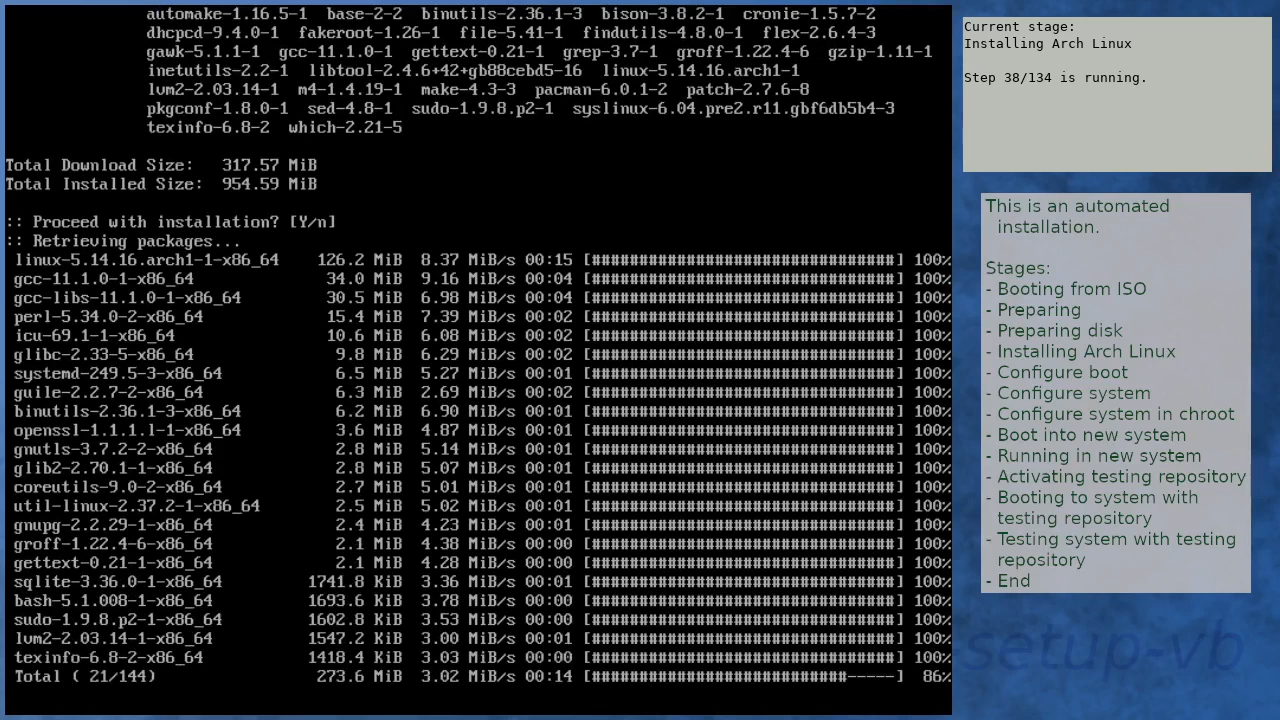 automake-1.16.5-1  base-2-2  binutils-2.36.1-3  bison-3.8.2-1  cronie-1.5.7-2
dhcpcd-9.4.0-1  fakeroot-1.26-1  file-5.41-1  findutils-4.8.0-1  flex-2.6.4-3
gawk-5.1.1-1  gcc-11.1.0-1  gettext-0.21-1  grep-3.7-1  groff-1.22.4-6  gzip-1.11-1
inetutils-2.2-1  libtool-2.4.6+42+gb88cebd5-16  linux-5.14.16.arch1-1
lvm2-2.03.14-1  m4-1.4.19-1  make-4.3-3  pacman-6.0.1-2  patch-2.7.6-8
pkgconf-1.8.0-1  sed-4.8-1  sudo-1.9.8.p2-1  syslinux-6.04.pre2.r11.gbf6db5b4-3
texinfo-6.8-2  which-2.21-5
Total Download Size:   317.57 MiB
Total Installed Size:  954.59 MiB
:: Proceed with installation? [Y/n]
:: Retrieving packages...
linux-5.14.16.arch1-1-x86_64    126.2 MiB  8.37 MiB/s 00:15 [#################################] 100%
gcc-11.1.0-1-x86_64    34.0 MiB  9.16 MiB/s 00:04 [#################################] 100%
gcc-libs-11.1.0-1-x86_64    30.5 MiB  6.98 MiB/s 00:04 [#################################] 100%
perl-5.34.0-2-x86_64    15.4 MiB  7.39 MiB/s 00:02 [#################################] 100%
icu-69.1-1-x86_64    10.6 MiB  6.08 MiB/s 00:02 [#################################] 100%
glibc-2.33-5-x86_64    9.8 MiB  6.29 MiB/s 00:02 [#################################] 100%
systemd-249.5-3-x86_64    6.5 MiB  5.27 MiB/s 00:01 [#################################] 100%
guile-2.2.7-2-x86_64    6.3 MiB  2.69 MiB/s 00:02 [#################################] 100%
binutils-2.36.1-3-x86_64    6.2 MiB  6.90 MiB/s 00:01 [#################################] 100%
openssl-1.1.1.l-1-x86_64    3.6 MiB  4.87 MiB/s 00:01 [#################################] 100%
gnutls-3.7.2-2-x86_64    2.8 MiB  5.14 MiB/s 00:01 [#################################] 100%
glib2-2.70.1-1-x86_64    2.8 MiB  5.07 MiB/s 00:01 [#################################] 100%
coreutils-9.0-2-x86_64    2.7 MiB  5.01 MiB/s 00:01 [#################################] 100%
util-linux-2.37.2-1-x86_64    2.5 MiB  5.02 MiB/s 00:01 [#################################] 100%
gnupg-2.2.29-1-x86_64    2.4 MiB  4.23 MiB/s 00:01 [#################################] 100%
groff-1.22.4-6-x86_64    2.1 MiB  4.38 MiB/s 00:00 [#################################] 100%
gettext-0.21-1-x86_64    2.1 MiB  4.28 MiB/s 00:00 [#################################] 100%
sqlite-3.36.0-1-x86_64    1741.8 KiB  3.36 MiB/s 00:01 [#################################] 100%
bash-5.1.008-1-x86_64    1693.6 KiB  3.78 MiB/s 00:00 [#################################] 100%
sudo-1.9.8.p2-1-x86_64    1602.8 KiB  3.53 MiB/s 00:00 [#################################] 100%
lvm2-2.03.14-1-x86_64    1547.2 KiB  3.00 MiB/s 00:01 [#################################] 100%
texinfo-6.8-2-x86_64    1418.4 KiB  3.03 MiB/s 00:00 [#################################] 100%
Total ( 21/144)    273.6 MiB  3.02 MiB/s 00:14 [############################-----]  86%
Current stage:
Installing Arch Linux
Step 38/134 is running.
This is an automated
installation.
Stages:
- Booting from ISO
- Preparing
- Preparing disk
- Installing Arch Linux
- Configure boot
- Configure system
- Configure system in chroot
- Boot into new system
- Running in new system
- Activating testing repository
- Booting to system with
testing repository
- Testing system with testing
repository
- End
setup-vb